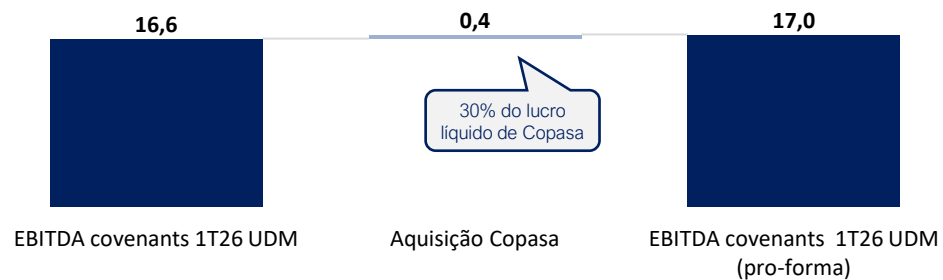 16,6
0,4
17,0
30% do lucro
líquido de Copasa
EBITDA covenants 1T26 UDM
Aquisição Copasa
EBITDA covenants 1T26 UDM
(pro-forma)